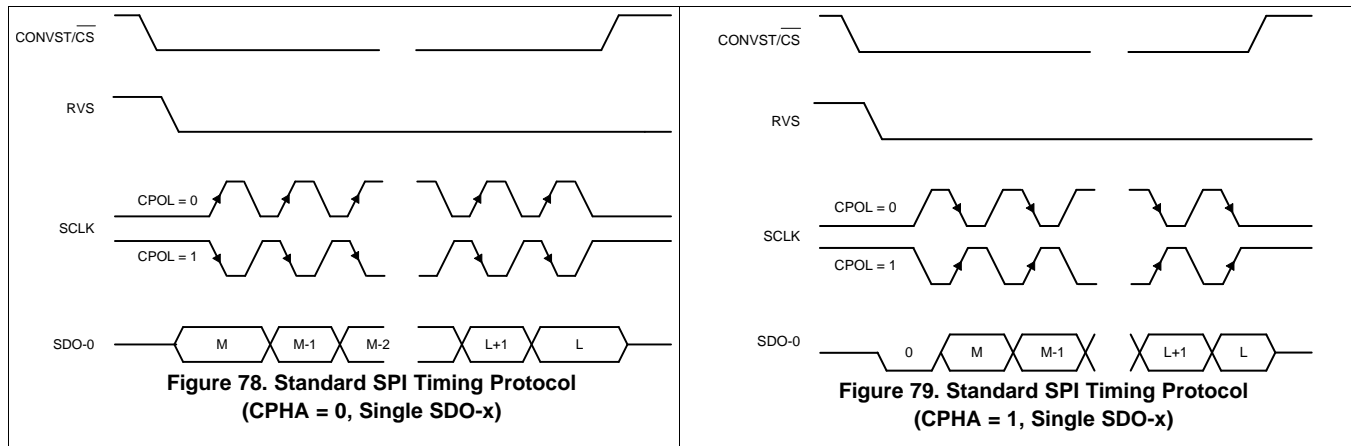 CONVST/CS
RVS
CPOL = 0
SCLK
CPOL = 1
SDO-0
M
M-1
M-2
L+1
L
Figure 78. Standard SPI Timing Protocol
(CPHA = 0, Single SDO-x)
CONVST/CS
RVS
CPOL = 0
SCLK
CPOL = 1
SDO-0
0
M
M-1
L+1
L
Figure 79. Standard SPI Timing Protocol
(CPHA = 1, Single SDO-x)